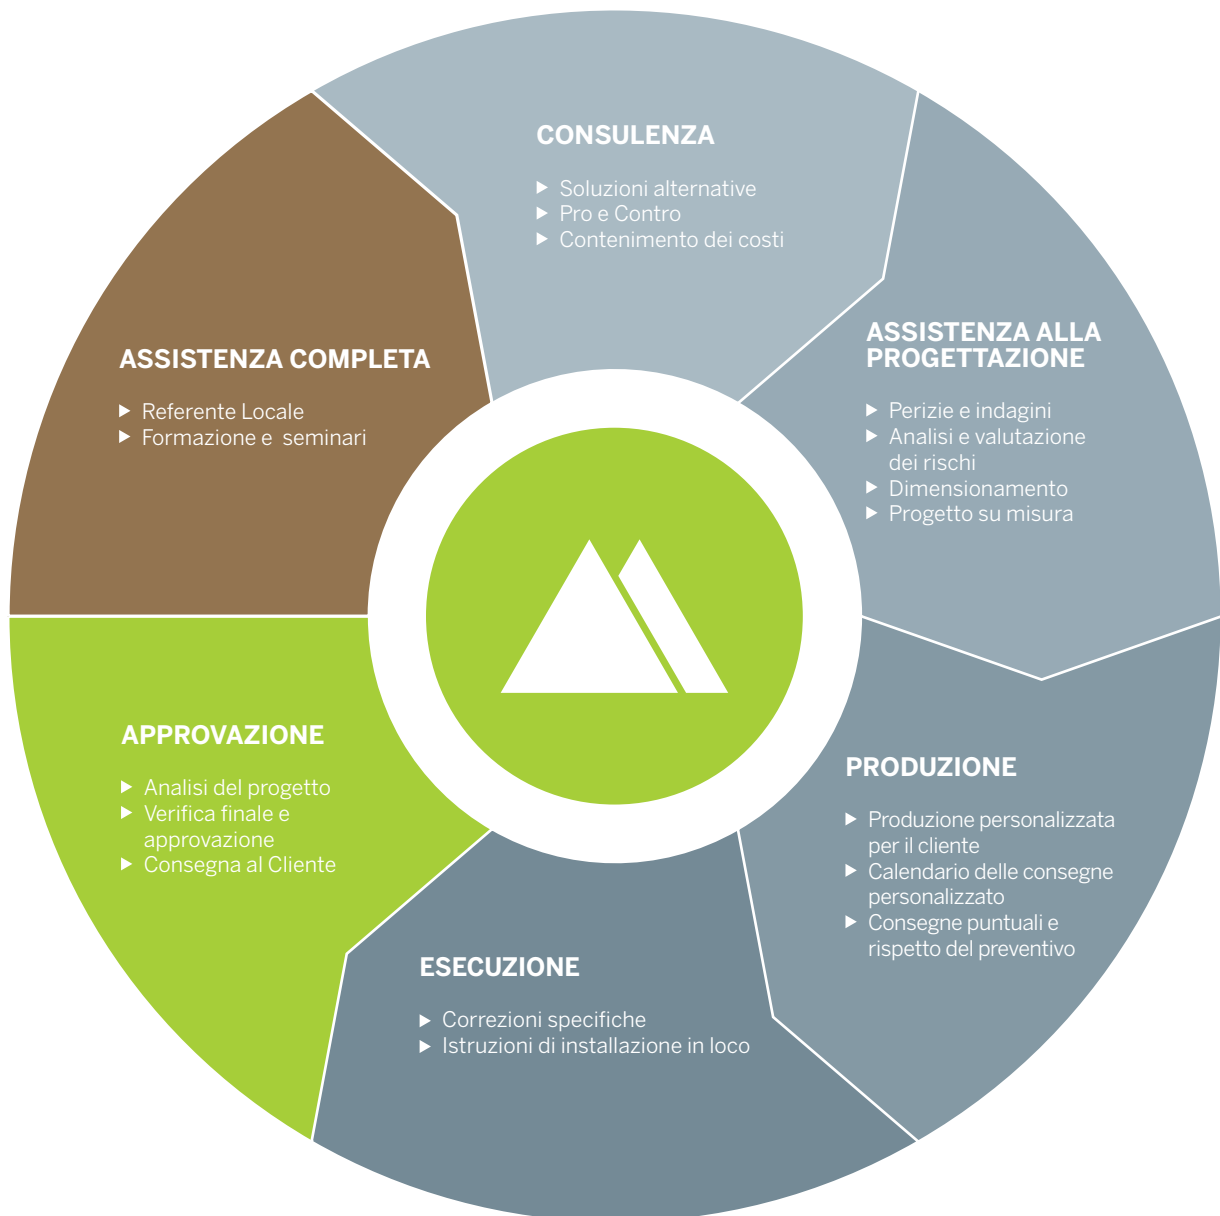 CONSULENZA
▶ Soluzioni alternative
▶ Pro e Contro
▶ Contenimento dei costi
ASSISTENZA ALLA
PROGETTAZIONE
▶ Perizie e indagini
▶ Analisi e valutazione
dei rischi
▶ Dimensionamento
▶ Progetto su misura
PRODUZIONE
▶ Produzione personalizzata
per il cliente
▶ Calendario delle consegne
personalizzato
▶ Consegne puntuali e
rispetto del preventivo
ESECUZIONE
▶ Correzioni specifiche
▶ Istruzioni di installazione in loco
APPROVAZIONE
▶ Analisi del progetto
▶ Verifica finale e
approvazione
▶ Consegna al Cliente
ASSISTENZA COMPLETA
▶ Referente Locale
▶ Formazione e seminari